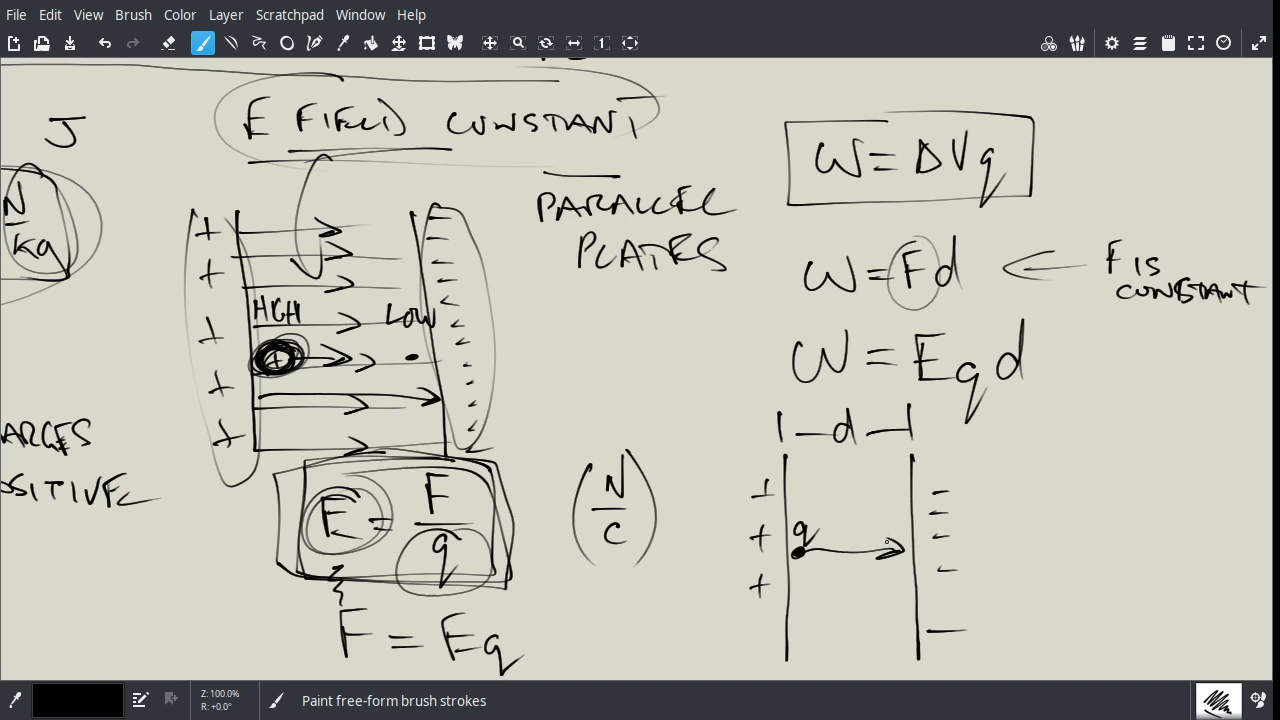 File Edit View Brush Color Layer Scratchpad Window Help
J
N
kg
ARGES
OSITIVE
E FIELD CONSTANT
PARALLEL
PLATES
+ + + + +
HIGH
LOW
+
E = F/q
(N/C)
F = Eq
W = ΔVq
W = Fd ← F IS
CONSTANT
W = Eqd
|—d—|
+ + +
q
Z: 100.0%
R: +0.0°
Paint free-form brush strokes